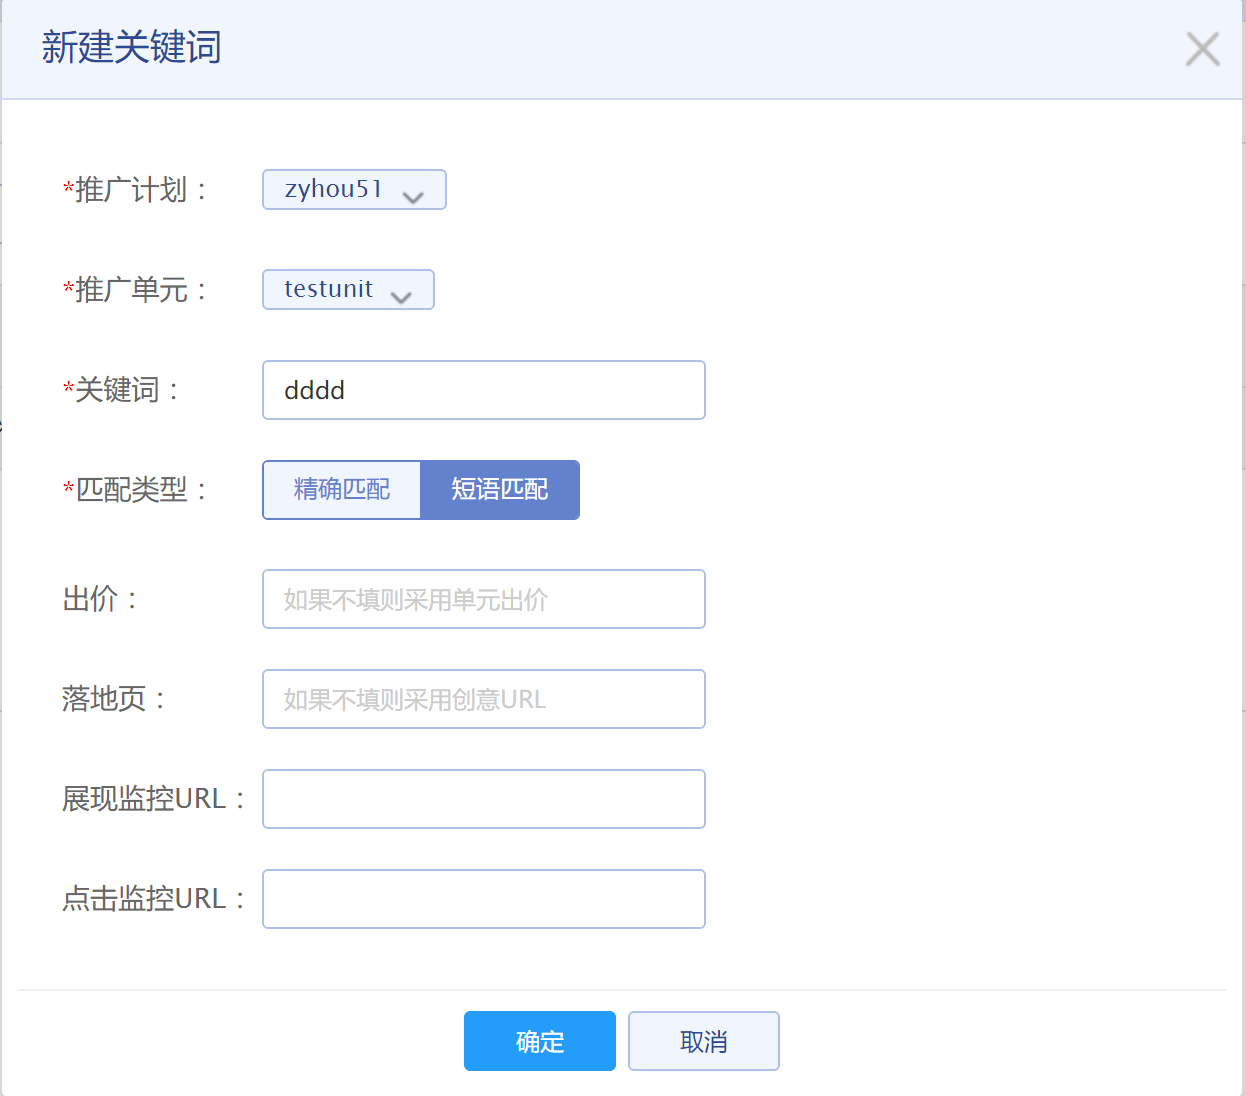 新建关键词
*推广计划： zyhou51
*推广单元： testunit
*关键词： dddd
*匹配类型： 精确匹配 短语匹配
出价： 如果不填则采用单元出价
落地页： 如果不填则采用创意URL
展现监控URL：
点击监控URL：
确定 取消